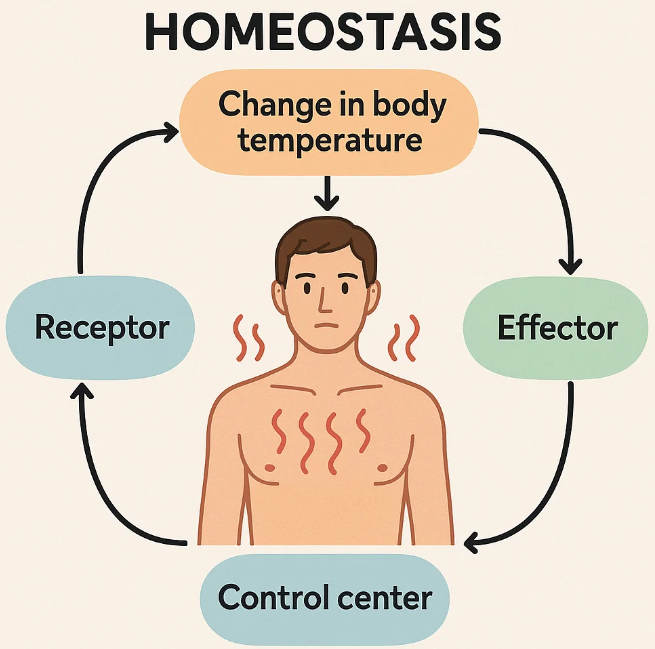 HOMEOSTASIS
Change in body
temperature
Receptor
Effector
Control center